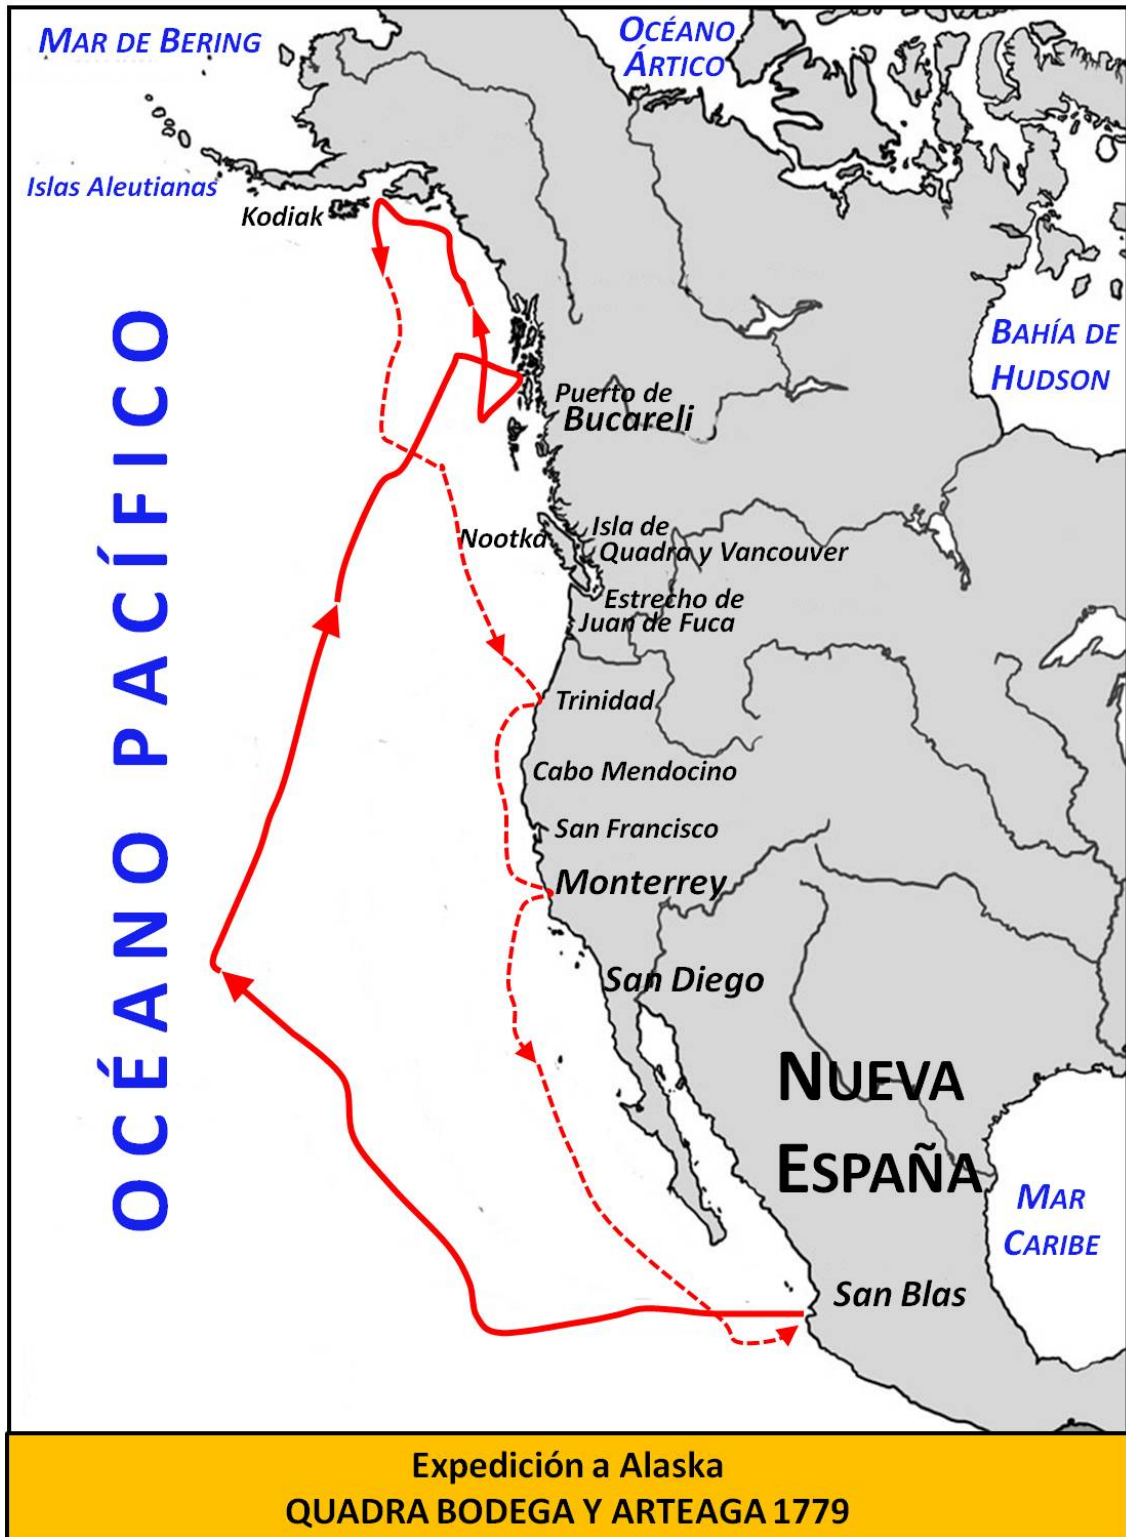 MAR DE BERING
OCÉANO
ÁRTICO
Islas Aleutianas
Kodiak
BAHÍA DE
HUDSON
Puerto de
Bucareli
OCÉANO PACÍFICO
Nootka
Isla de
Quadra y Vancouver
Estrecho de
Juan de Fuca
Trinidad
Cabo Mendocino
San Francisco
Monterrey
San Diego
NUEVA
ESPAÑA
MAR
CARIBE
San Blas
Expedición a Alaska
QUADRA BODEGA Y ARTEAGA 1779